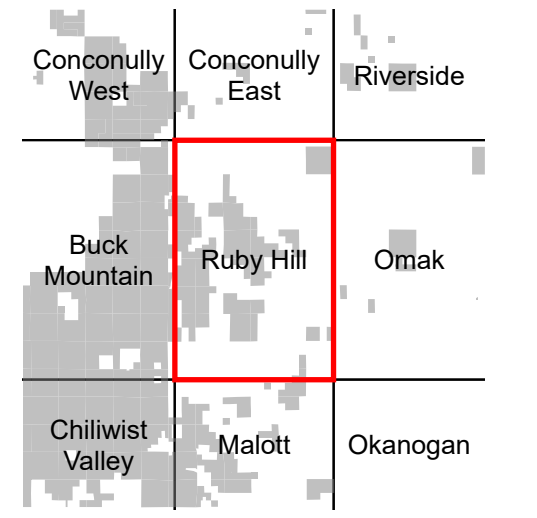 Conconully
West
Conconully
East
Riverside
Buck
Mountain
Ruby Hill
Omak
Chiliwist
Valley
Malott
Okanogan